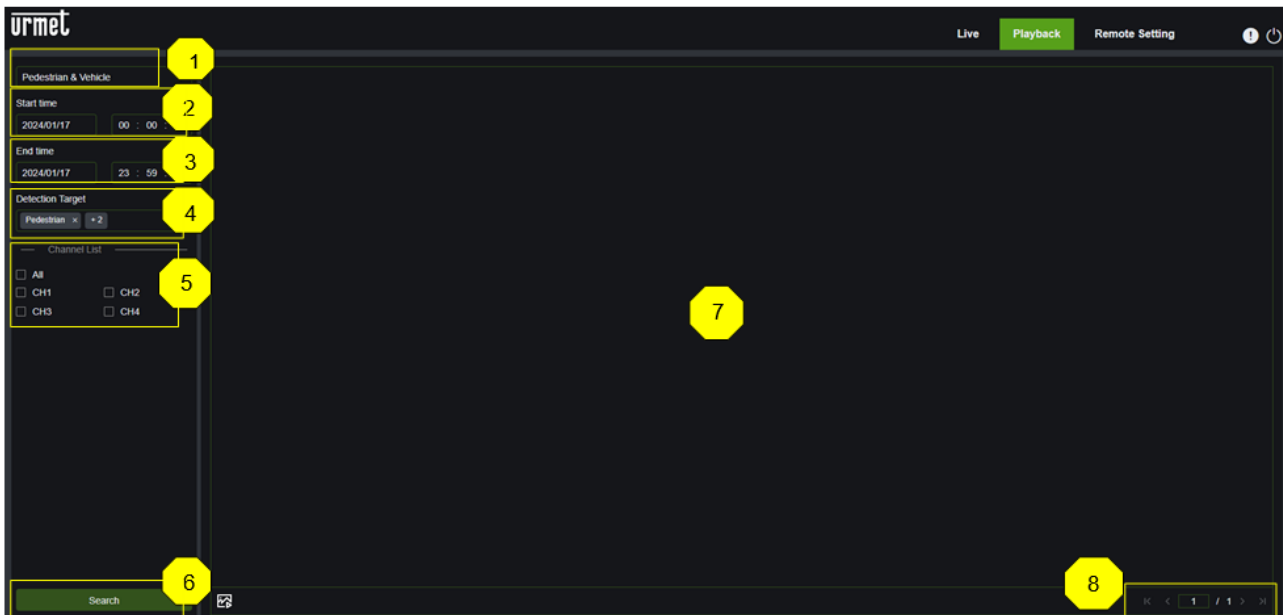 urmet
Live Playback Remote Setting
1
Pedestrian & Vehicle
Start time
2
2024/01/17 00 : 00 :
End time
3
2024/01/17 23 : 59 :
Detection Target
4
Pedestrian × +2
Channel List
5
All
CH1 CH2
CH3 CH4
7
6
Search
8
1 / 1